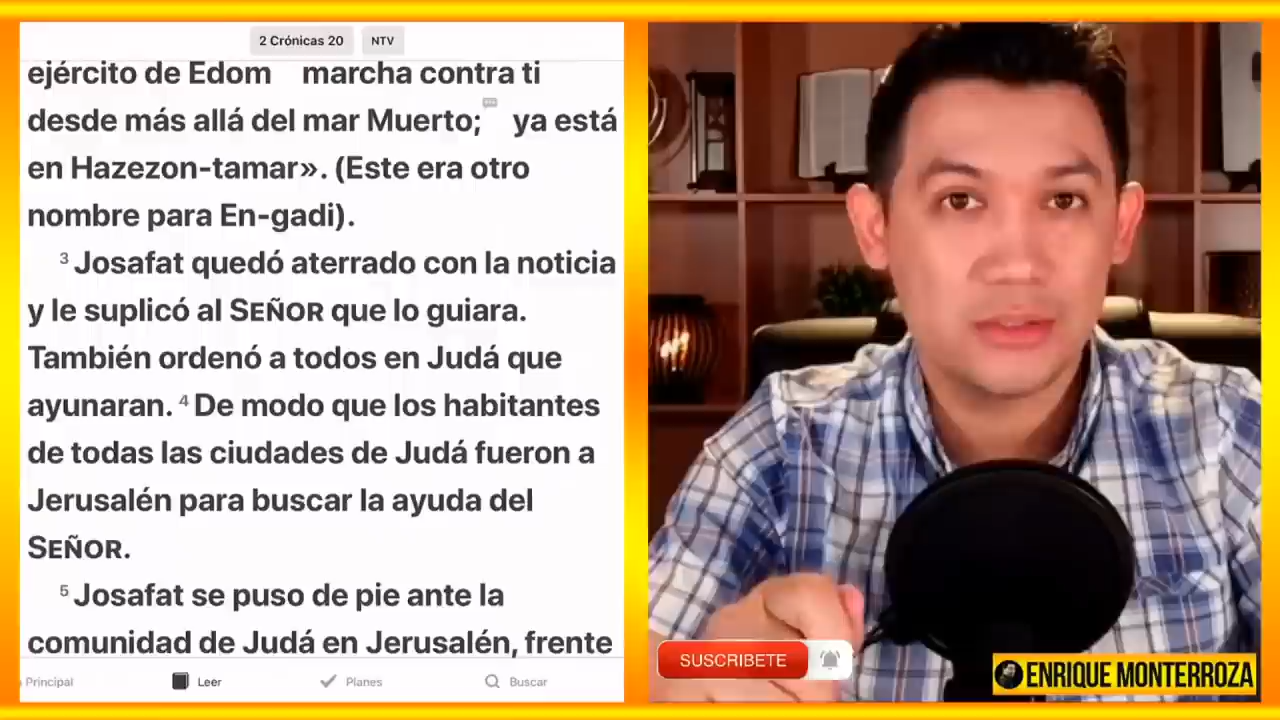 2 Crónicas 20 NTV
ejército de Edom marcha contra ti
desde más allá del mar Muerto; ya está
en Hazezon-tamar». (Este era otro
nombre para En-gadi).
3 Josafat quedó aterrado con la noticia
y le suplicó al SEÑOR que lo guiara.
También ordenó a todos en Judá que
ayunaran. 4 De modo que los habitantes
de todas las ciudades de Judá fueron a
Jerusalén para buscar la ayuda del
SEÑOR.
5 Josafat se puso de pie ante la
comunidad de Judá en Jerusalén, frente
Principal Leer Planes Buscar
SUSCRIBETE
ENRIQUE MONTERROZA